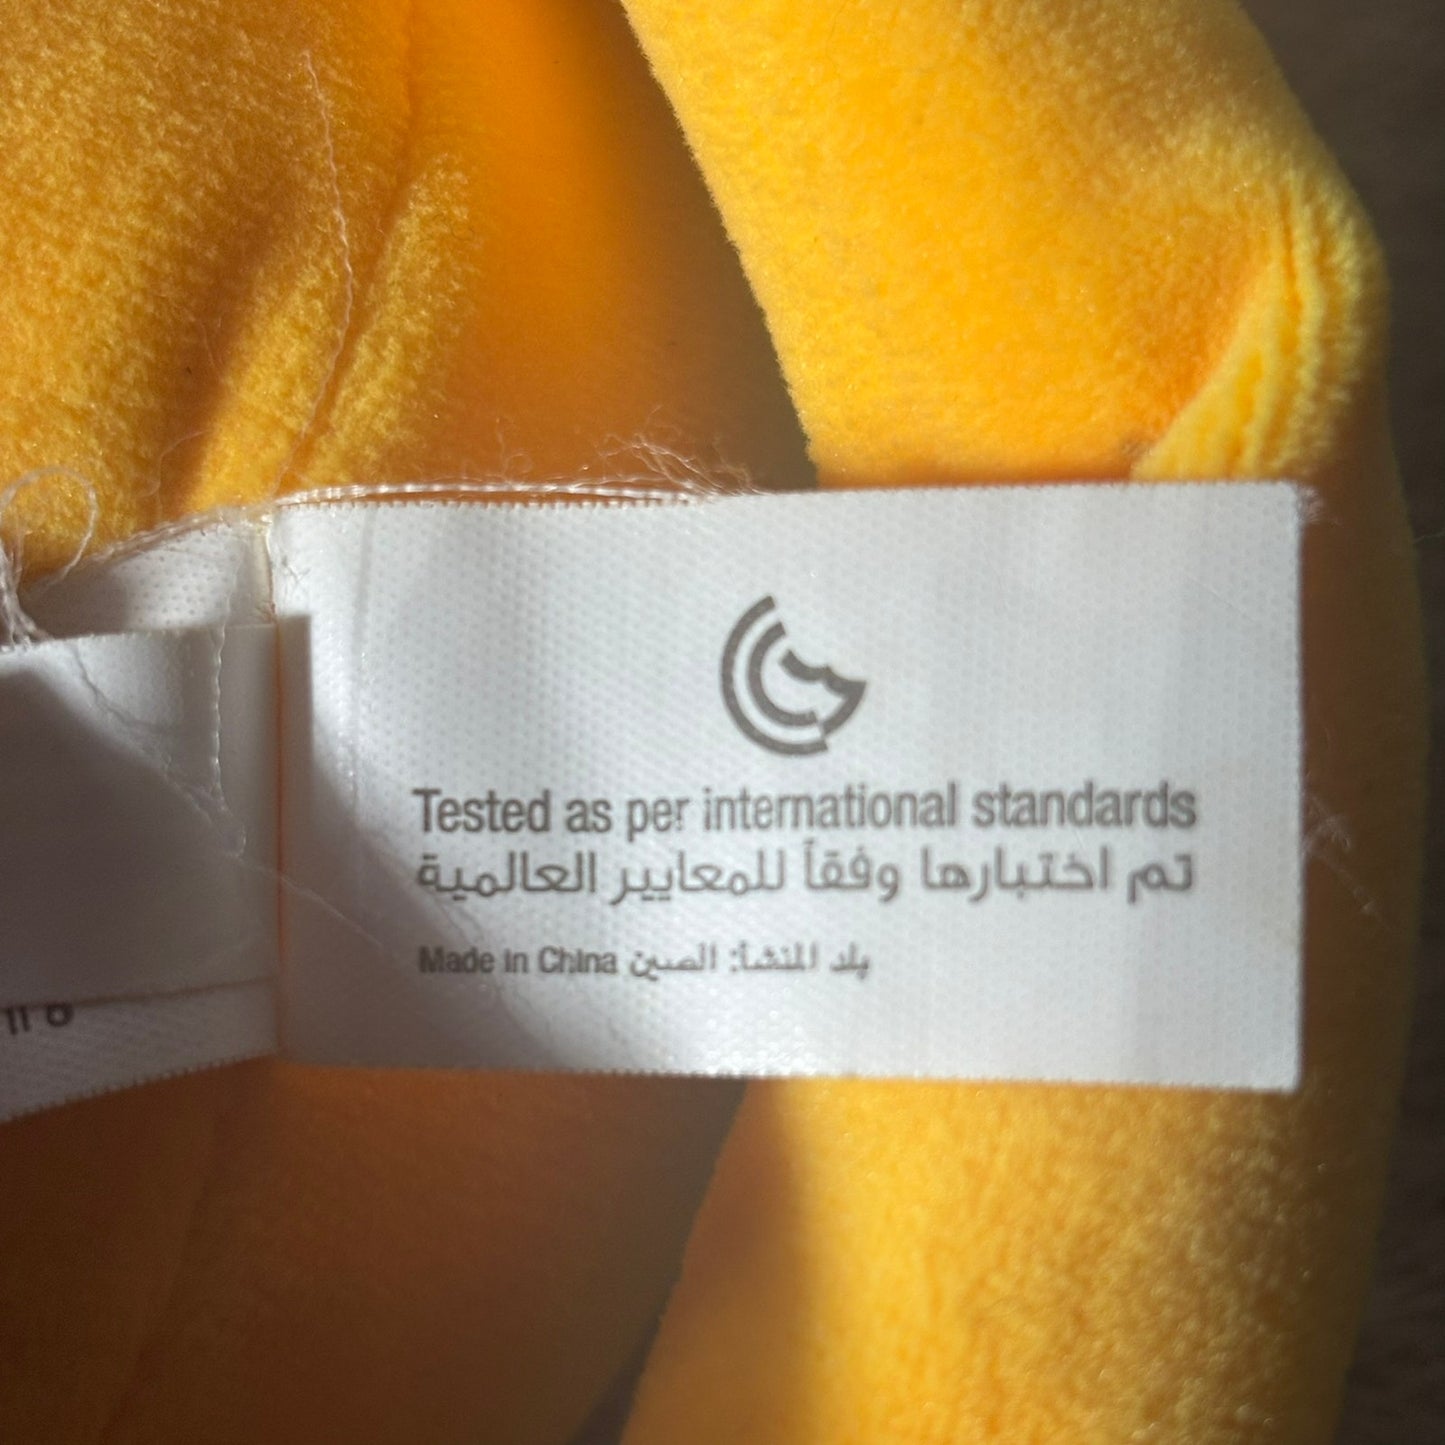 Tested as per international standards
تم اختبارها وفقاً للمعايير العالمية
Made in China بلد المنشأ: الصين